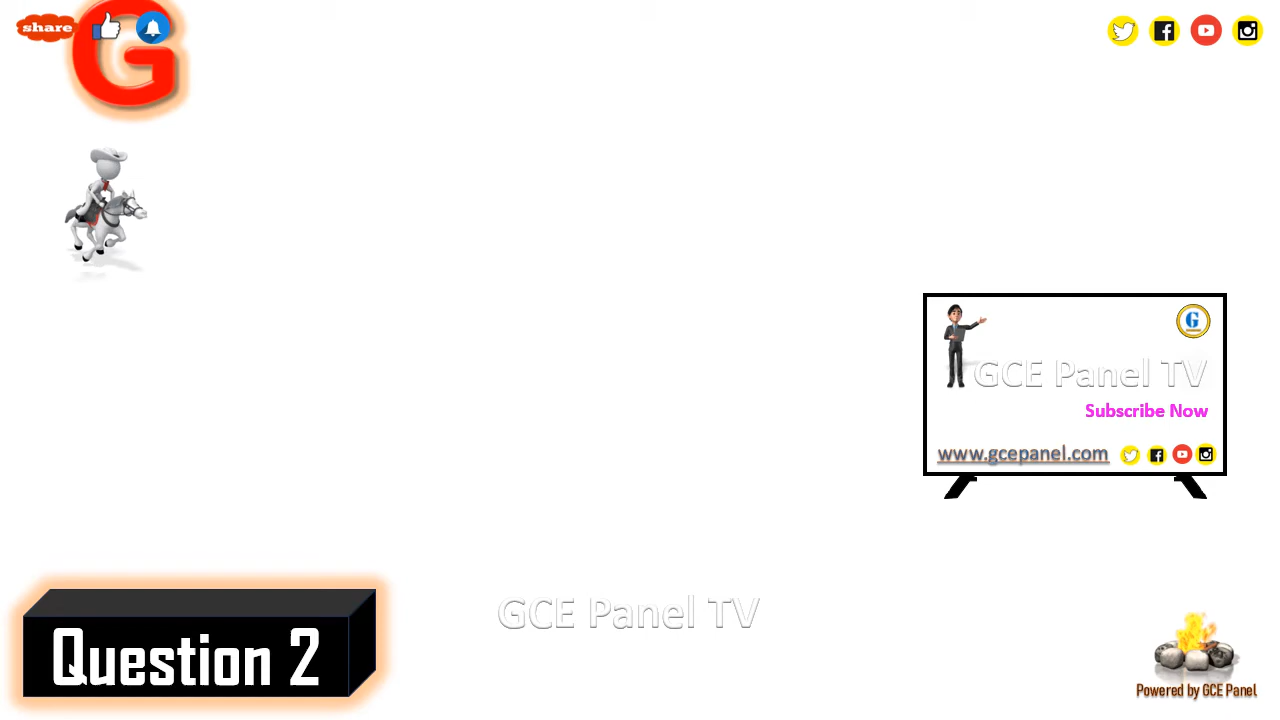 share
G
G
GCE Panel TV
Subscribe Now
www.gcepanel.com
GCE Panel TV
Question 2
Powered by GCE Panel